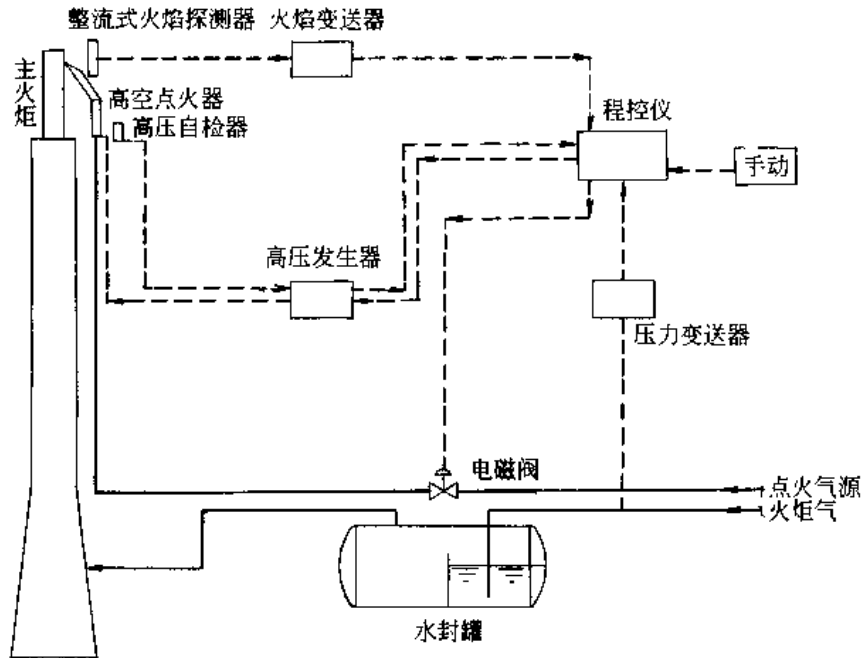 整流式火焰探测器 火焰变送器
主火炬
高空点火器
高压自检器
程控仪
手动
高压发生器
压力变送器
电磁阀
点火气源
火炬气
水封罐